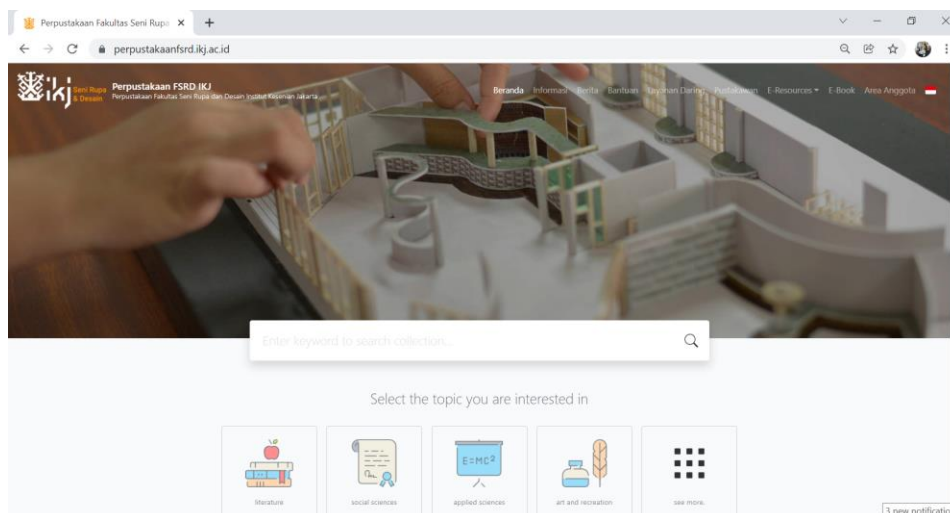 Perpustakaan Fakultas Seni Rupa
perpustakaanfsrd.ikj.ac.id
ikj Seni Rupa & Desain
Perpustakaan FSRD IKJ
Perpustakaan Fakultas Seni Rupa dan Desain Institut Kesenian Jakarta
Beranda Informasi Berita Bantuan Layanan Daring Pustakawan E-Resources E-Book Area Anggota
Enter keyword to search collection...
Select the topic you are interested in
E=MC²
literature social sciences applied sciences art and recreation see more.
3 new notificatio